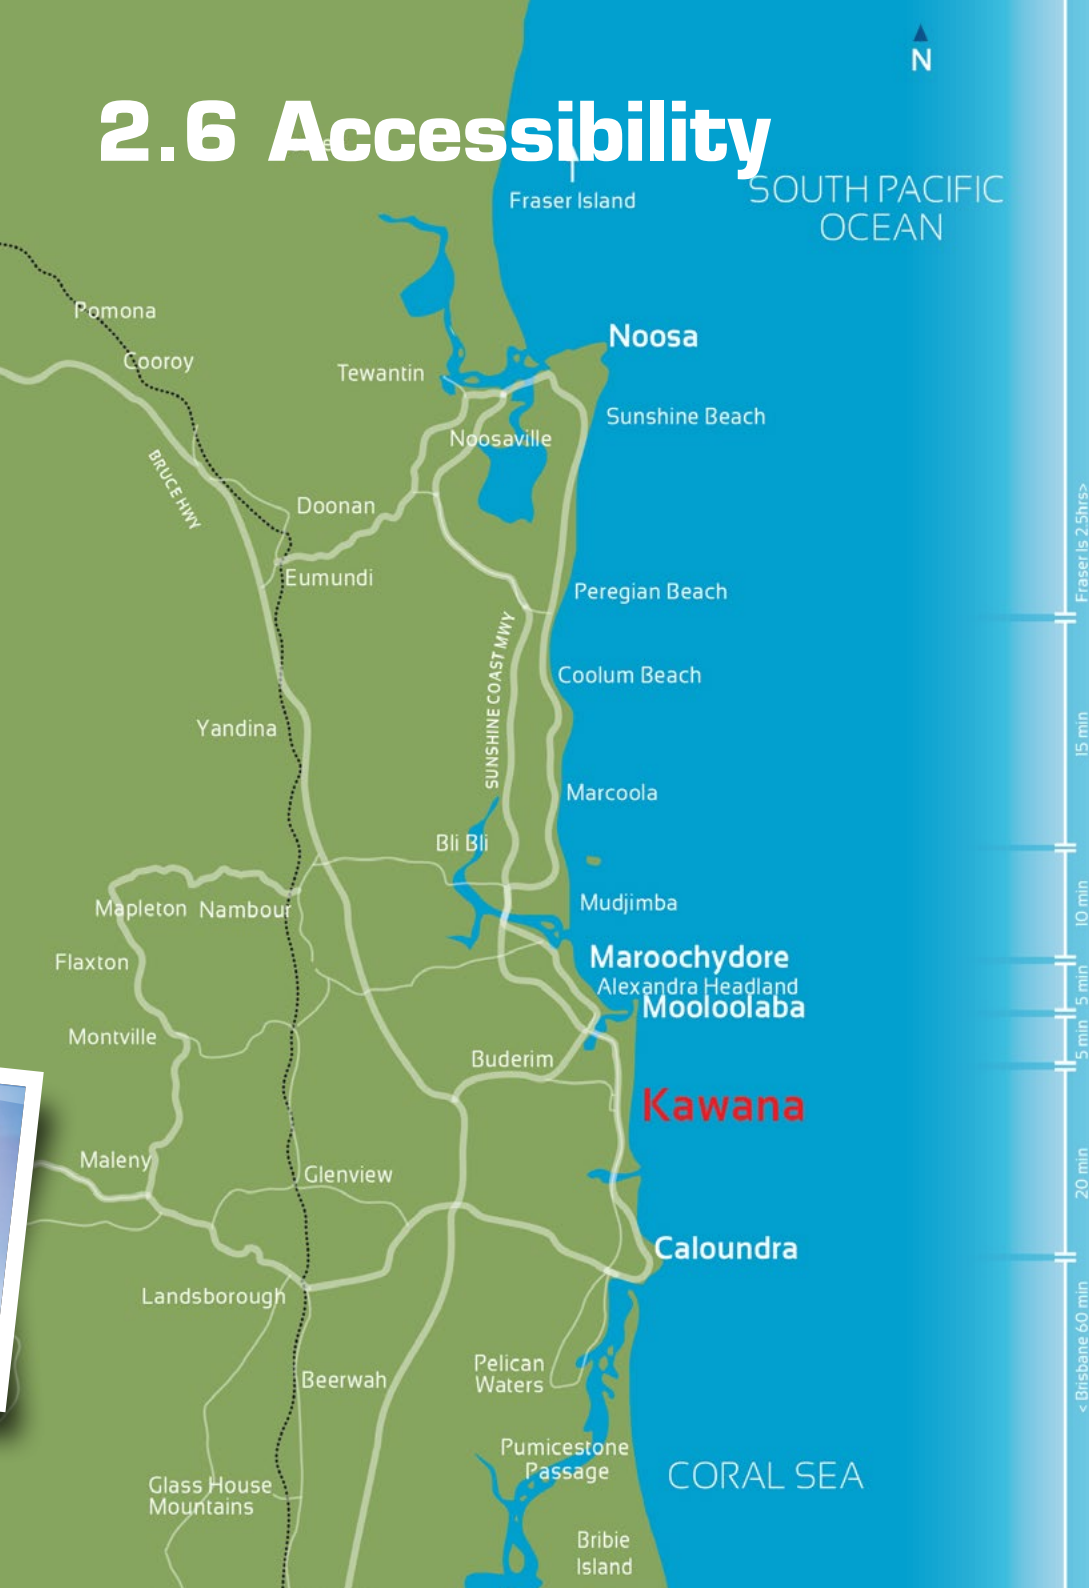 N
2.6 Accessibility
SOUTH PACIFIC
OCEAN
Fraser Island
Pomona
Noosa
Cooroy
Tewantin
Sunshine Beach
Noosaville
BRUCE HWY
Doonan
Fraser Is 2.5hrs>
Eumundi
Peregian Beach
SUNSHINE COAST MWY
Coolum Beach
Yandina
15 min
Marcoola
Bli Bli
Mapleton
Nambour
Mudjimba
10 min
Flaxton
Maroochydore
Alexandra Headland
5 min
Mooloolaba
Montville
5 min
Buderim
Kawana
Maleny
Glenview
20 min
Caloundra
Landsborough
Pelican
Waters
Beerwah
< Brisbane 60 min
Pumicestone
Passage
CORAL SEA
Glass House
Mountains
Bribie
Island